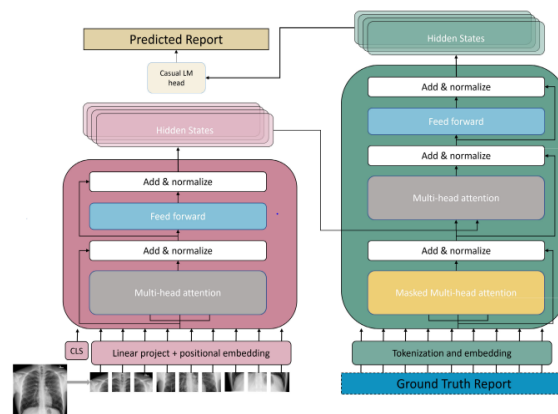 Predicted Report
Casual LM
head
Hidden States
Hidden States
Add & normalize
Feed forward
Add & normalize
Multi-head attention
CLS
Linear project + positional embedding
Add & normalize
Feed forward
Add & normalize
Multi-head attention
Add & normalize
Masked Multi-head attention
Tokenization and embedding
Ground Truth Report